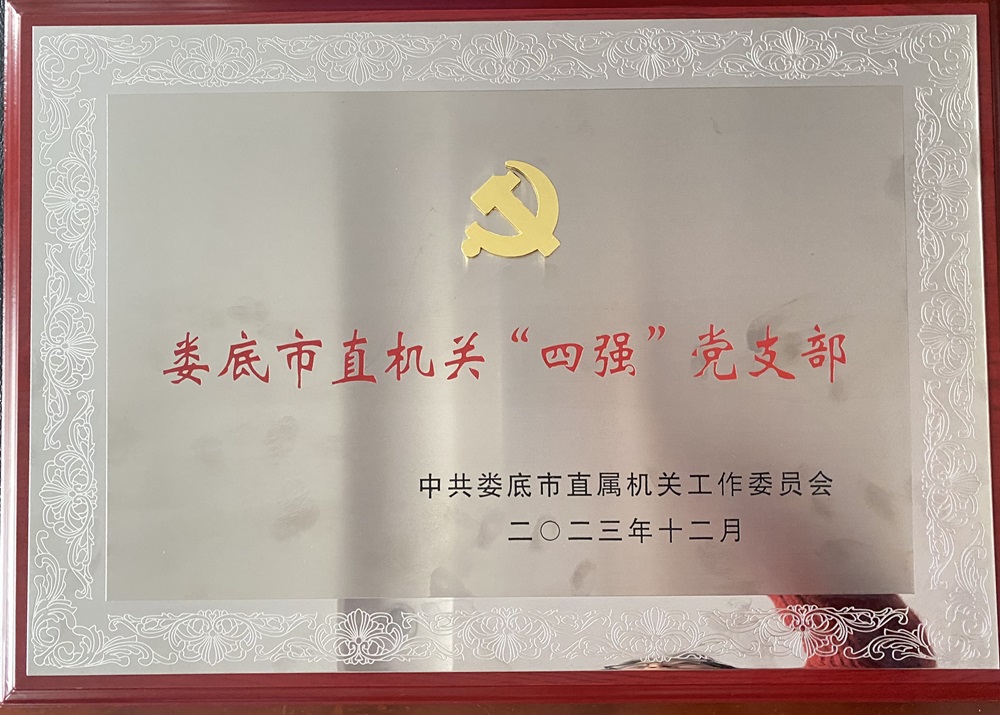 娄底市直机关“四强”党支部
中共娄底市直属机关工作委员会
二〇二三年十二月